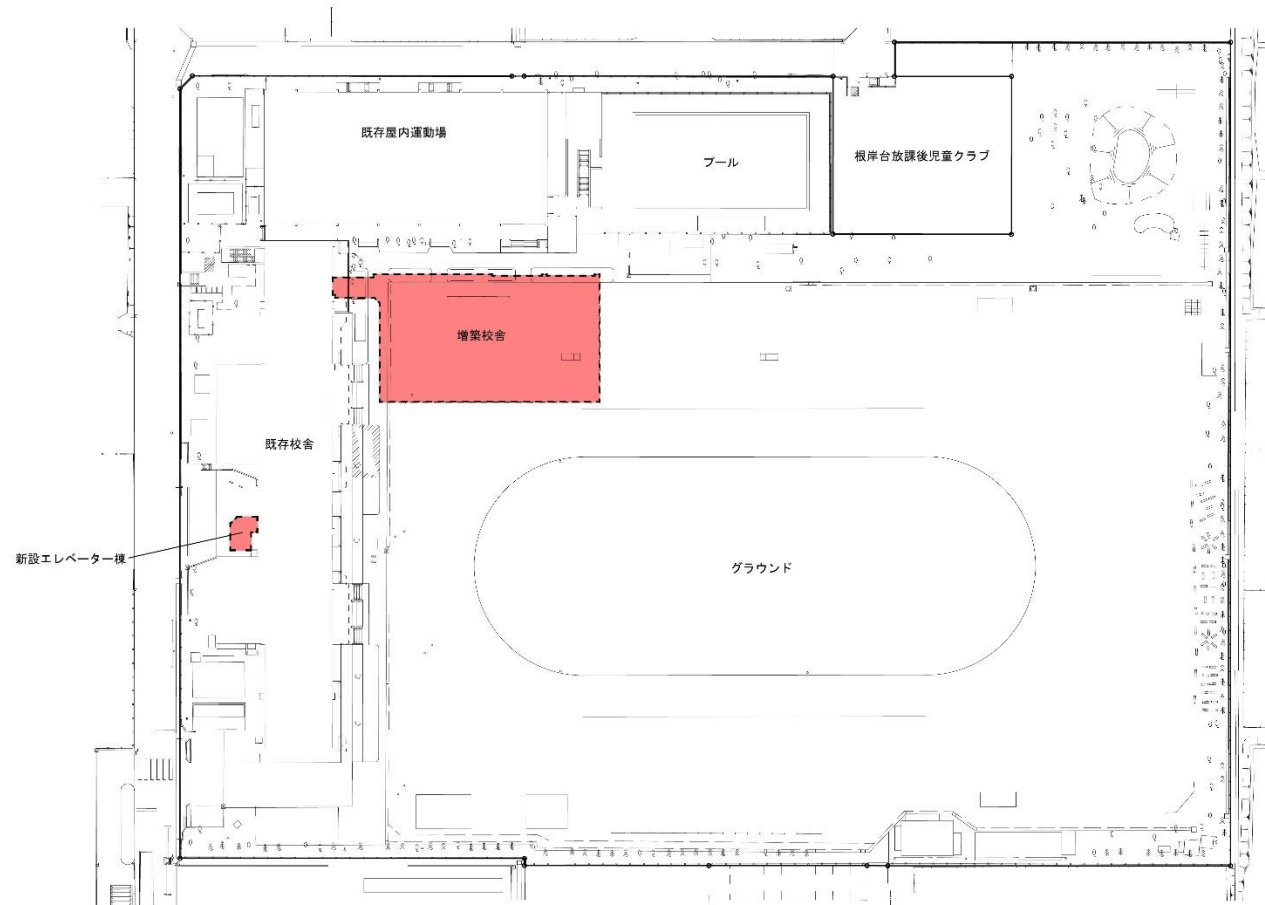 既存屋内運動場
プール
根岸台放課後児童クラブ
増築校舎
既存校舎
新設エレベーター棟
グラウンド